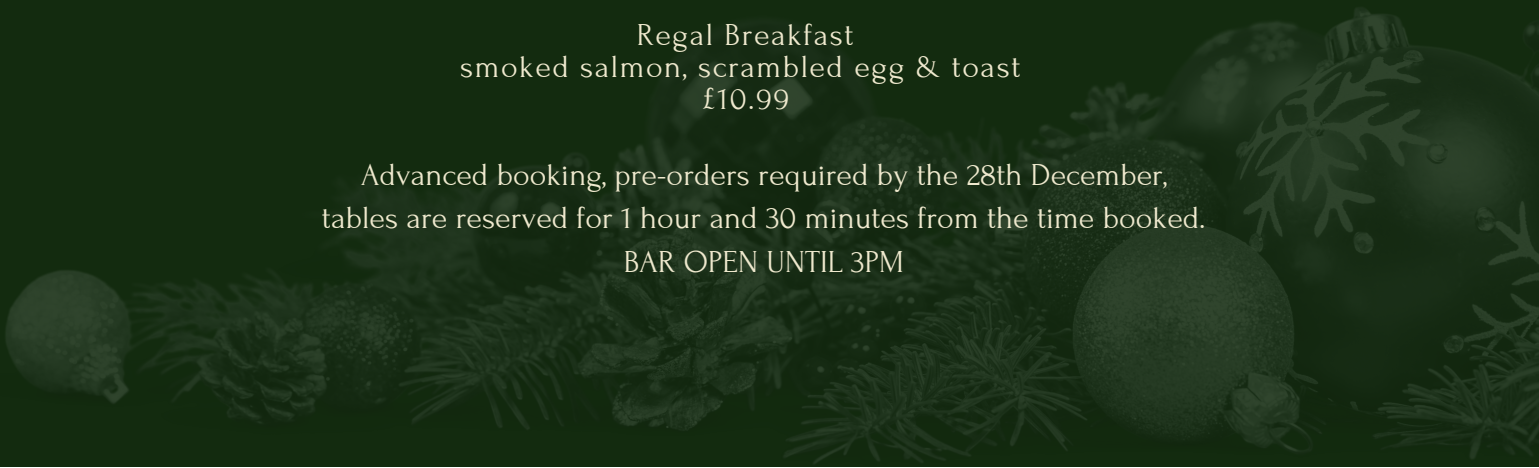 Regal Breakfast
smoked salmon, scrambled egg & toast
£10.99
Advanced booking, pre-orders required by the 28th December,
tables are reserved for 1 hour and 30 minutes from the time booked.
BAR OPEN UNTIL 3PM